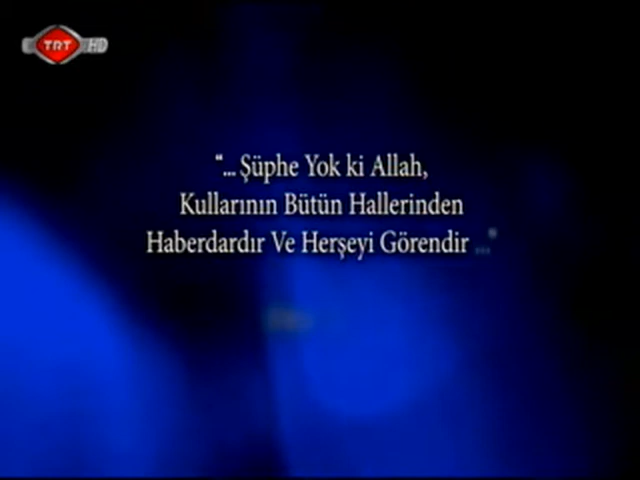 TRT HD
"... Şüphe Yok ki Allah,
Kullarının Bütün Hallerinden
Haberdardır Ve Herşeyi Görendir ..."